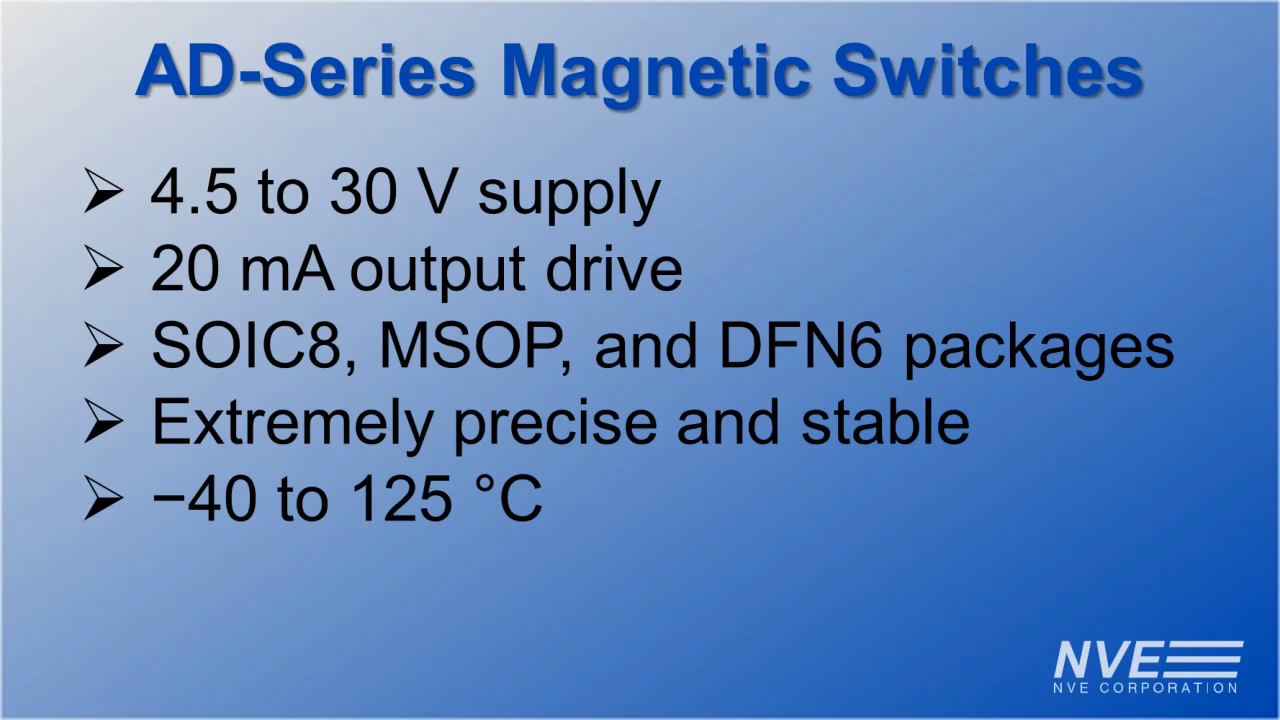 AD-Series Magnetic Switches
➢ 4.5 to 30 V supply
➢ 20 mA output drive
➢ SOIC8, MSOP, and DFN6 packages
➢ Extremely precise and stable
➢ −40 to 125 °C
NVE
NVE CORPORATION